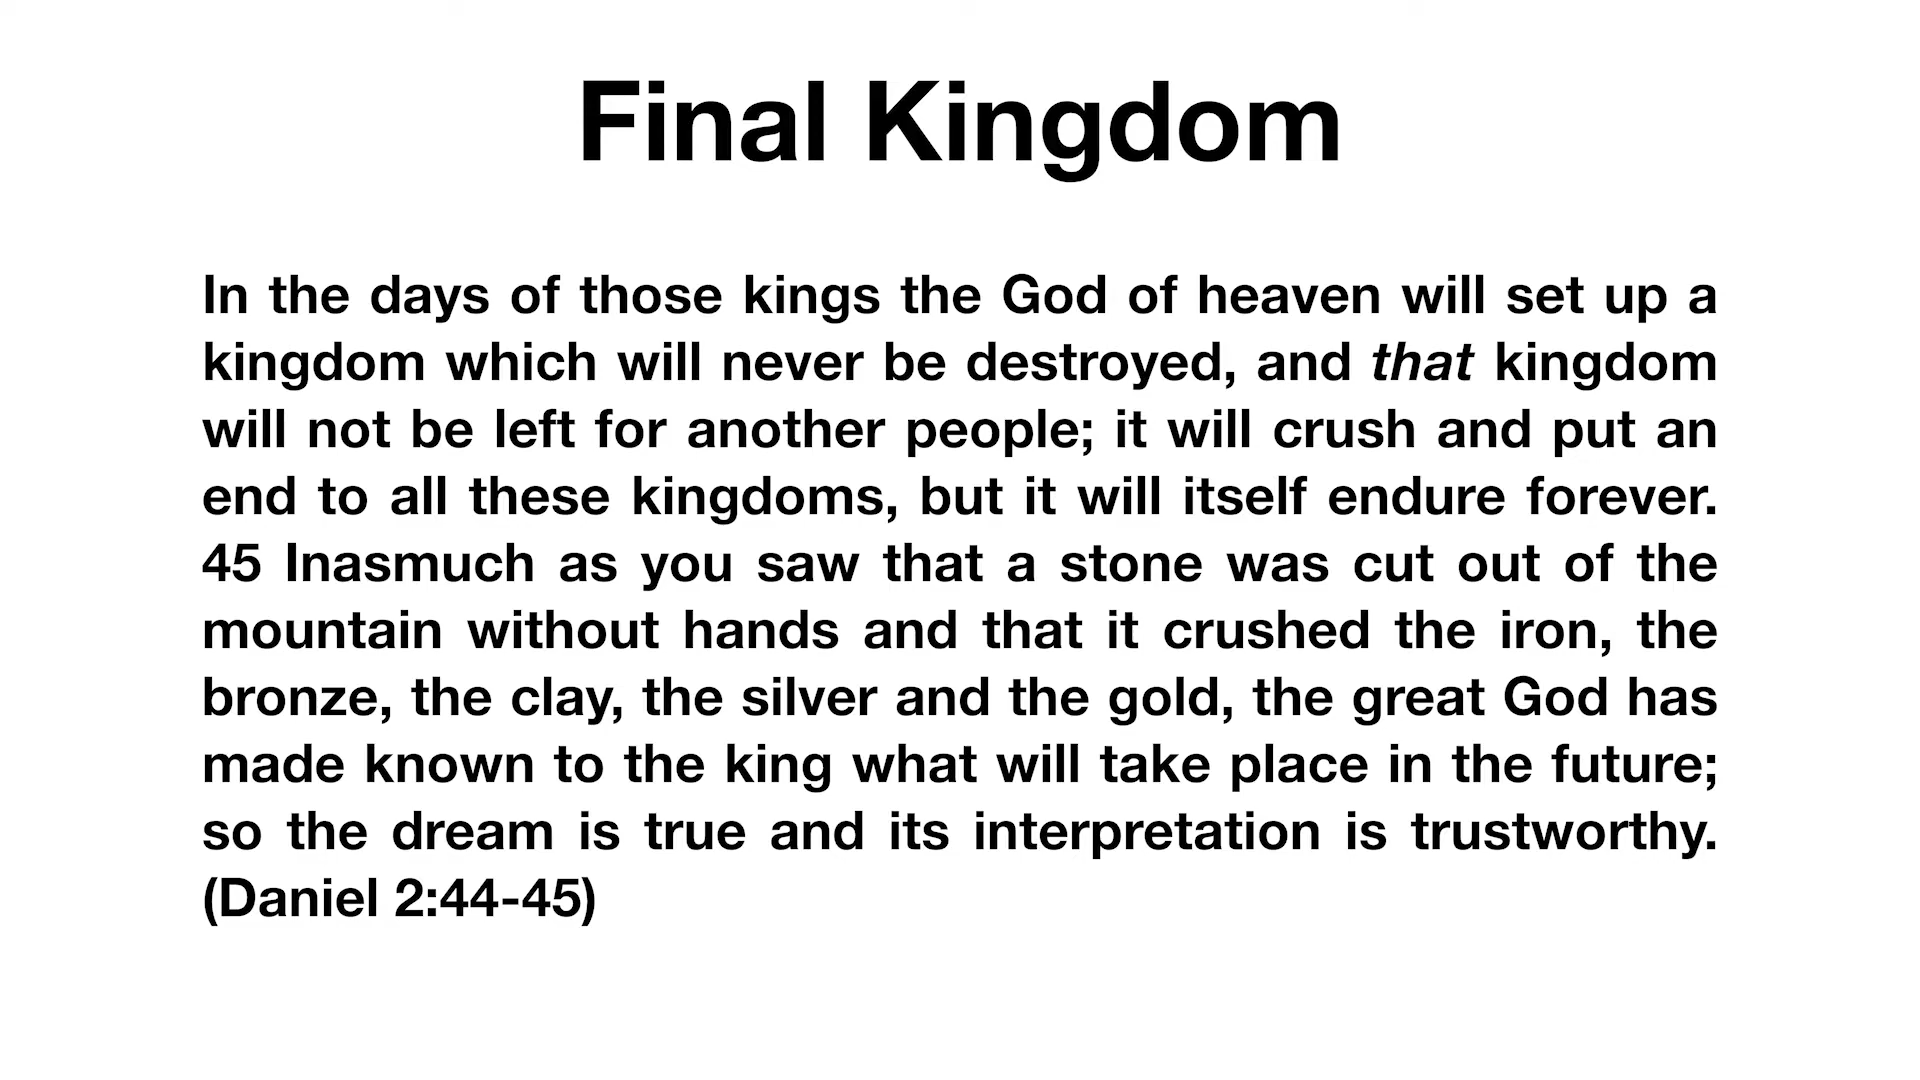 Final Kingdom
In the days of those kings the God of heaven will set up a
kingdom which will never be destroyed, and that kingdom
will not be left for another people; it will crush and put an
end to all these kingdoms, but it will itself endure forever.
45 Inasmuch as you saw that a stone was cut out of the
mountain without hands and that it crushed the iron, the
bronze, the clay, the silver and the gold, the great God has
made known to the king what will take place in the future;
so the dream is true and its interpretation is trustworthy.
(Daniel 2:44-45)